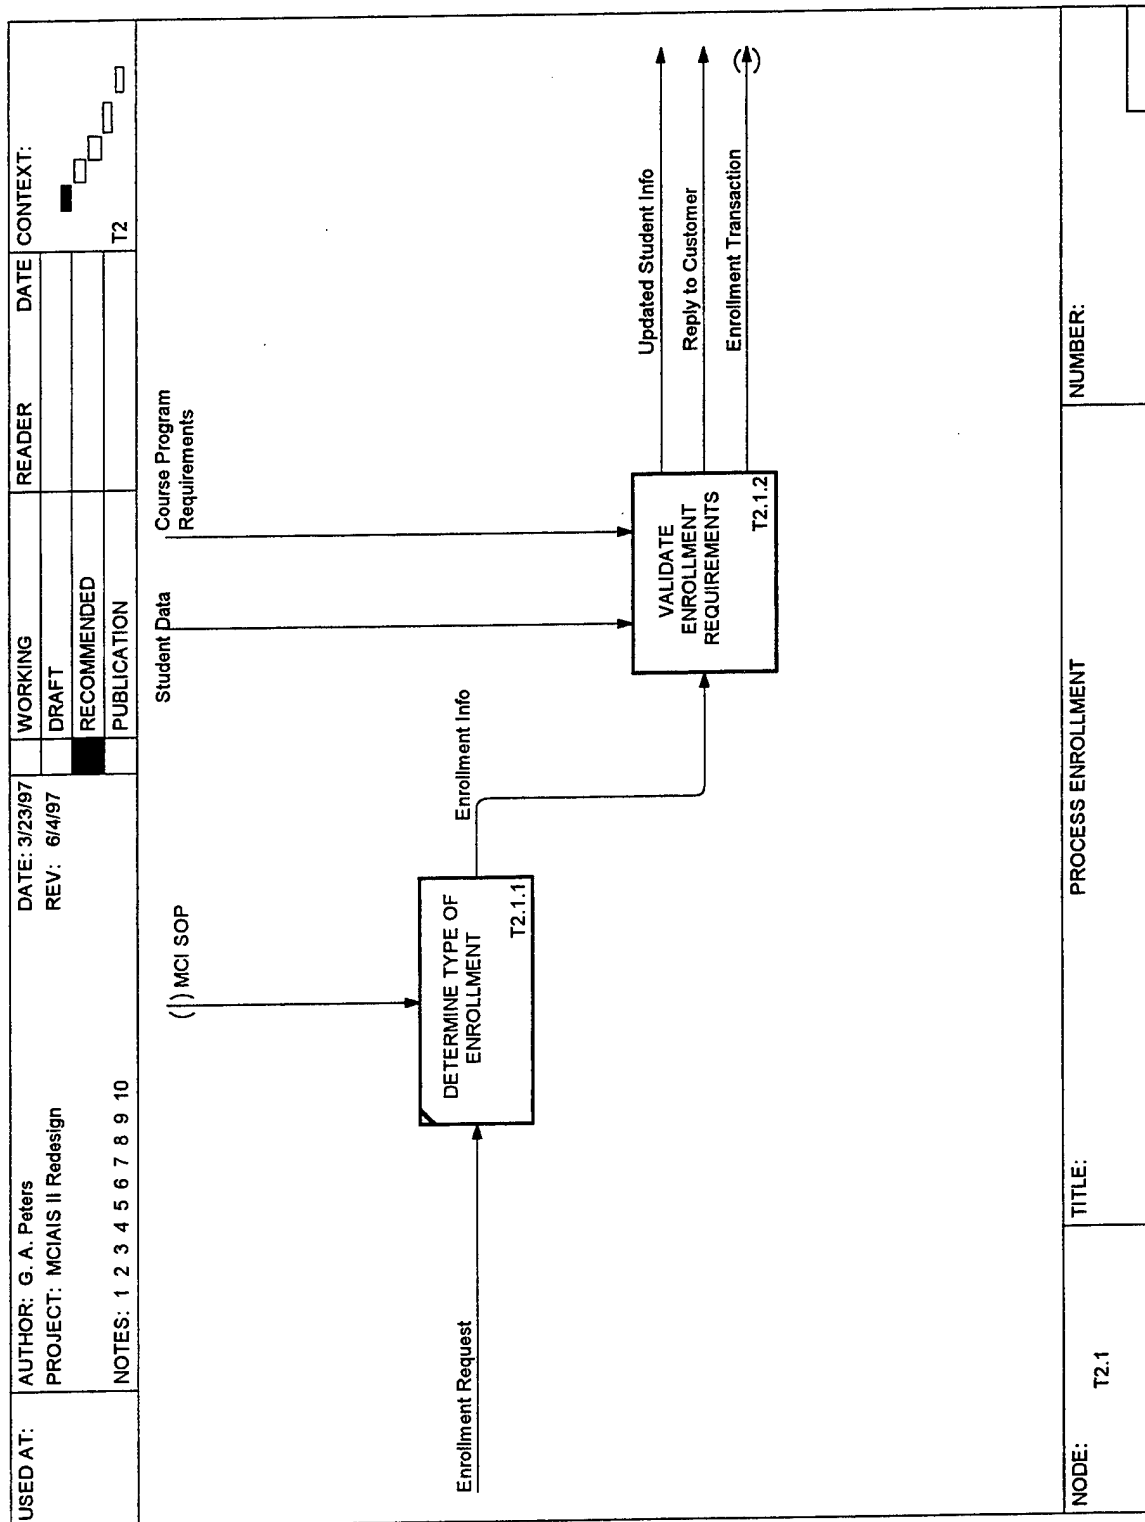 USED AT:
AUTHOR: G. A. Peters
PROJECT: MCIAIS II Redesign
NOTES: 1 2 3 4 5 6 7 8 9 10
DATE: 3/23/97
REV: 6/4/97
WORKING
DRAFT
RECOMMENDED
PUBLICATION
READER
DATE
CONTEXT:
T2
( ) MCI SOP
Student Data
Course Program
Requirements
Enrollment Request
DETERMINE TYPE OF
ENROLLMENT
T2.1.1
Enrollment Info
VALIDATE
ENROLLMENT
REQUIREMENTS
T2.1.2
Updated Student Info
Reply to Customer
Enrollment Transaction
( )
NODE:
T2.1
TITLE:
PROCESS ENROLLMENT
NUMBER: